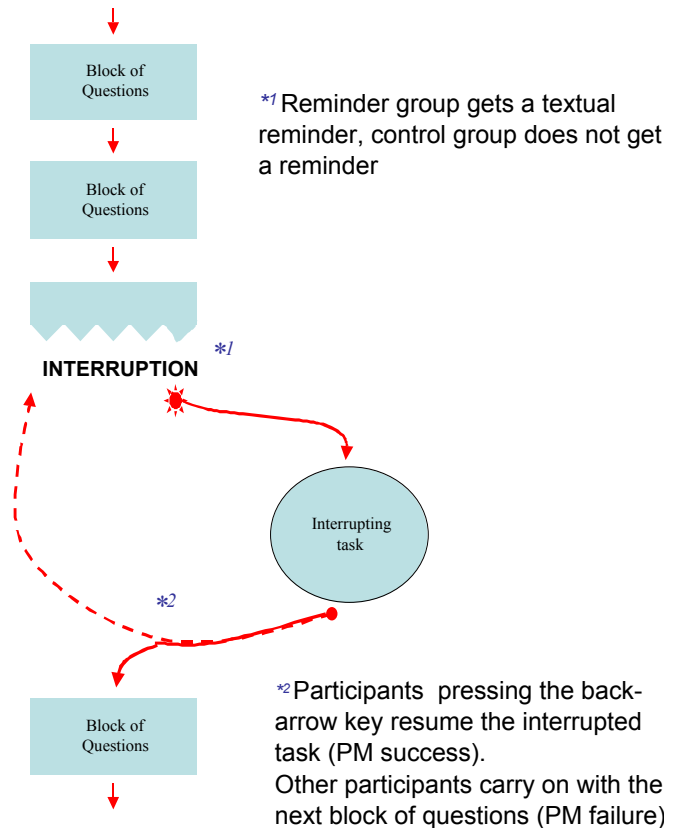 Block of
Questions
*1 Reminder group gets a textual
reminder, control group does not get
a reminder
Block of
Questions
*1
INTERRUPTION
Interrupting
task
*2
*2 Participants pressing the back-
arrow key resume the interrupted
task (PM success).
Other participants carry on with the
next block of questions (PM failure)
Block of
Questions